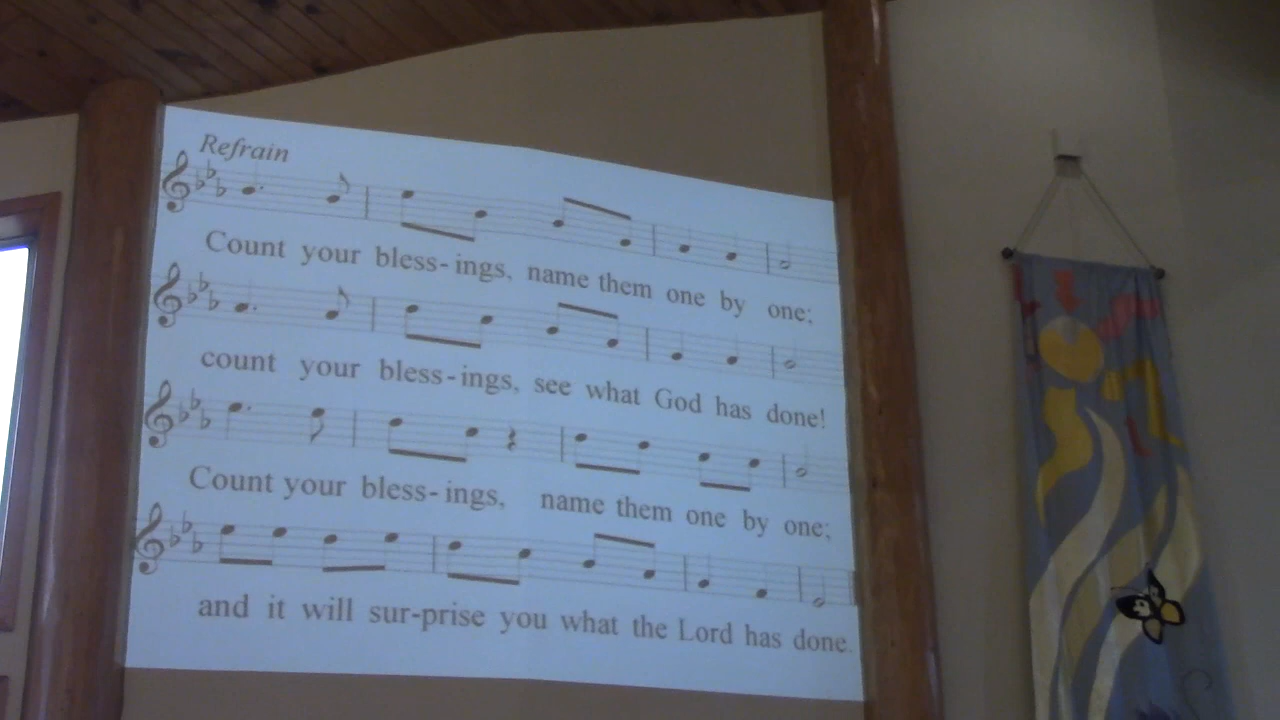 Refrain
Count your bless- ings, name them one by one;
count your bless - ings, see what God has done!
Count your bless- ings, name them one by one;
and it will sur-prise you what the Lord has done.